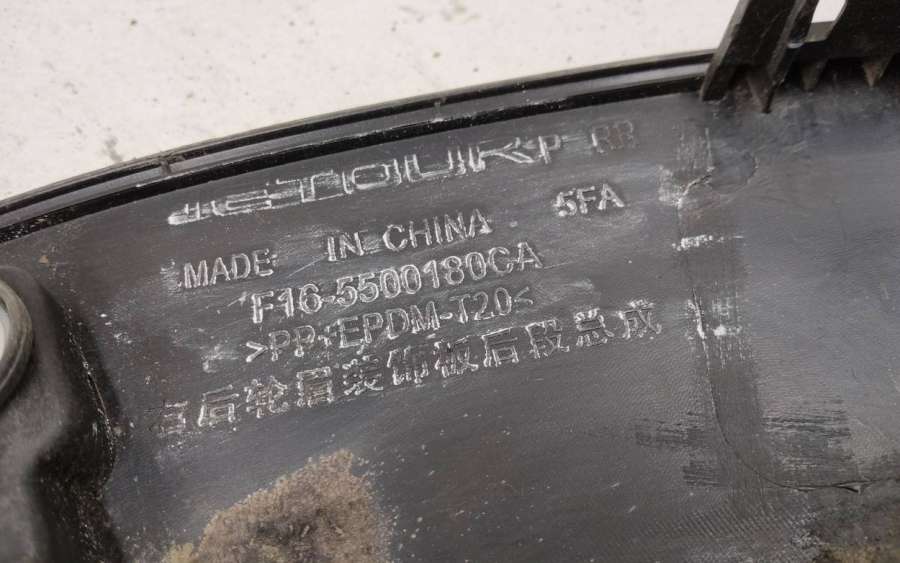 JETOUR P-RR
MADE IN CHINA 5FA
F16-5500180CA
>PP+EPDM-T20<
右后轮眉装饰板后段总成